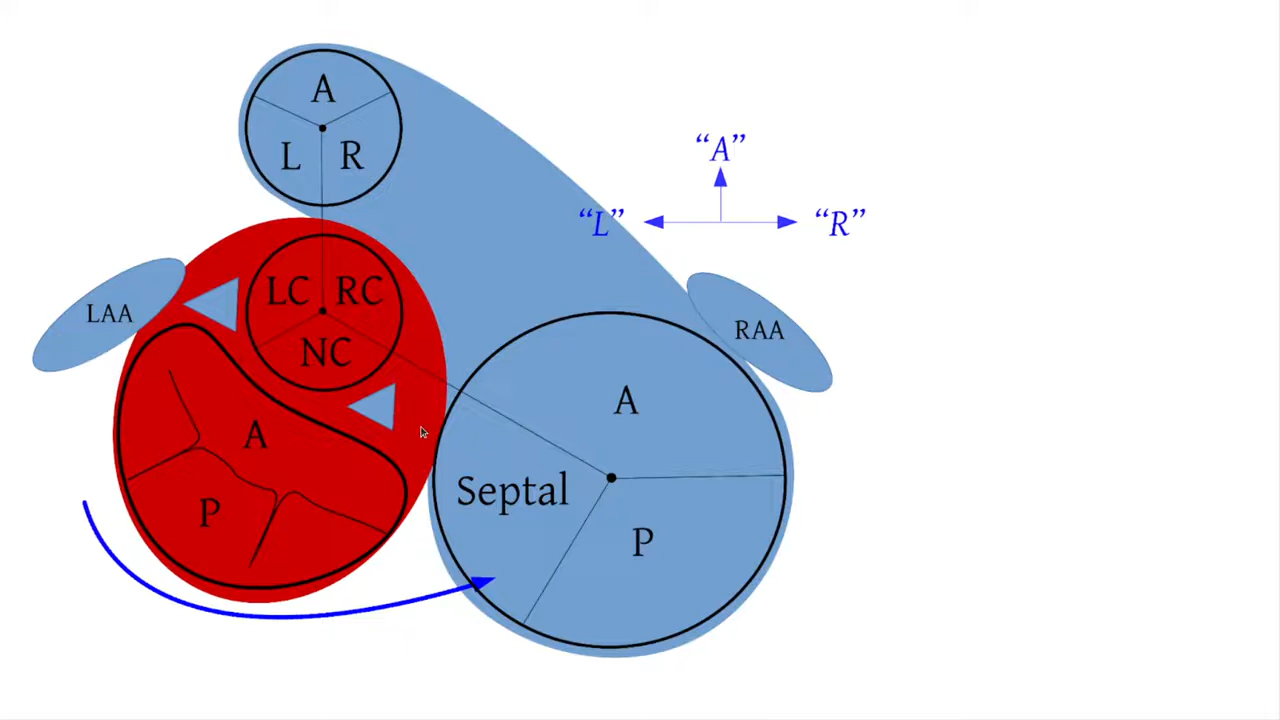 A
L R
“A”
“L” “R”
LC RC
NC
LAA
RAA
A
A
Septal
P
P